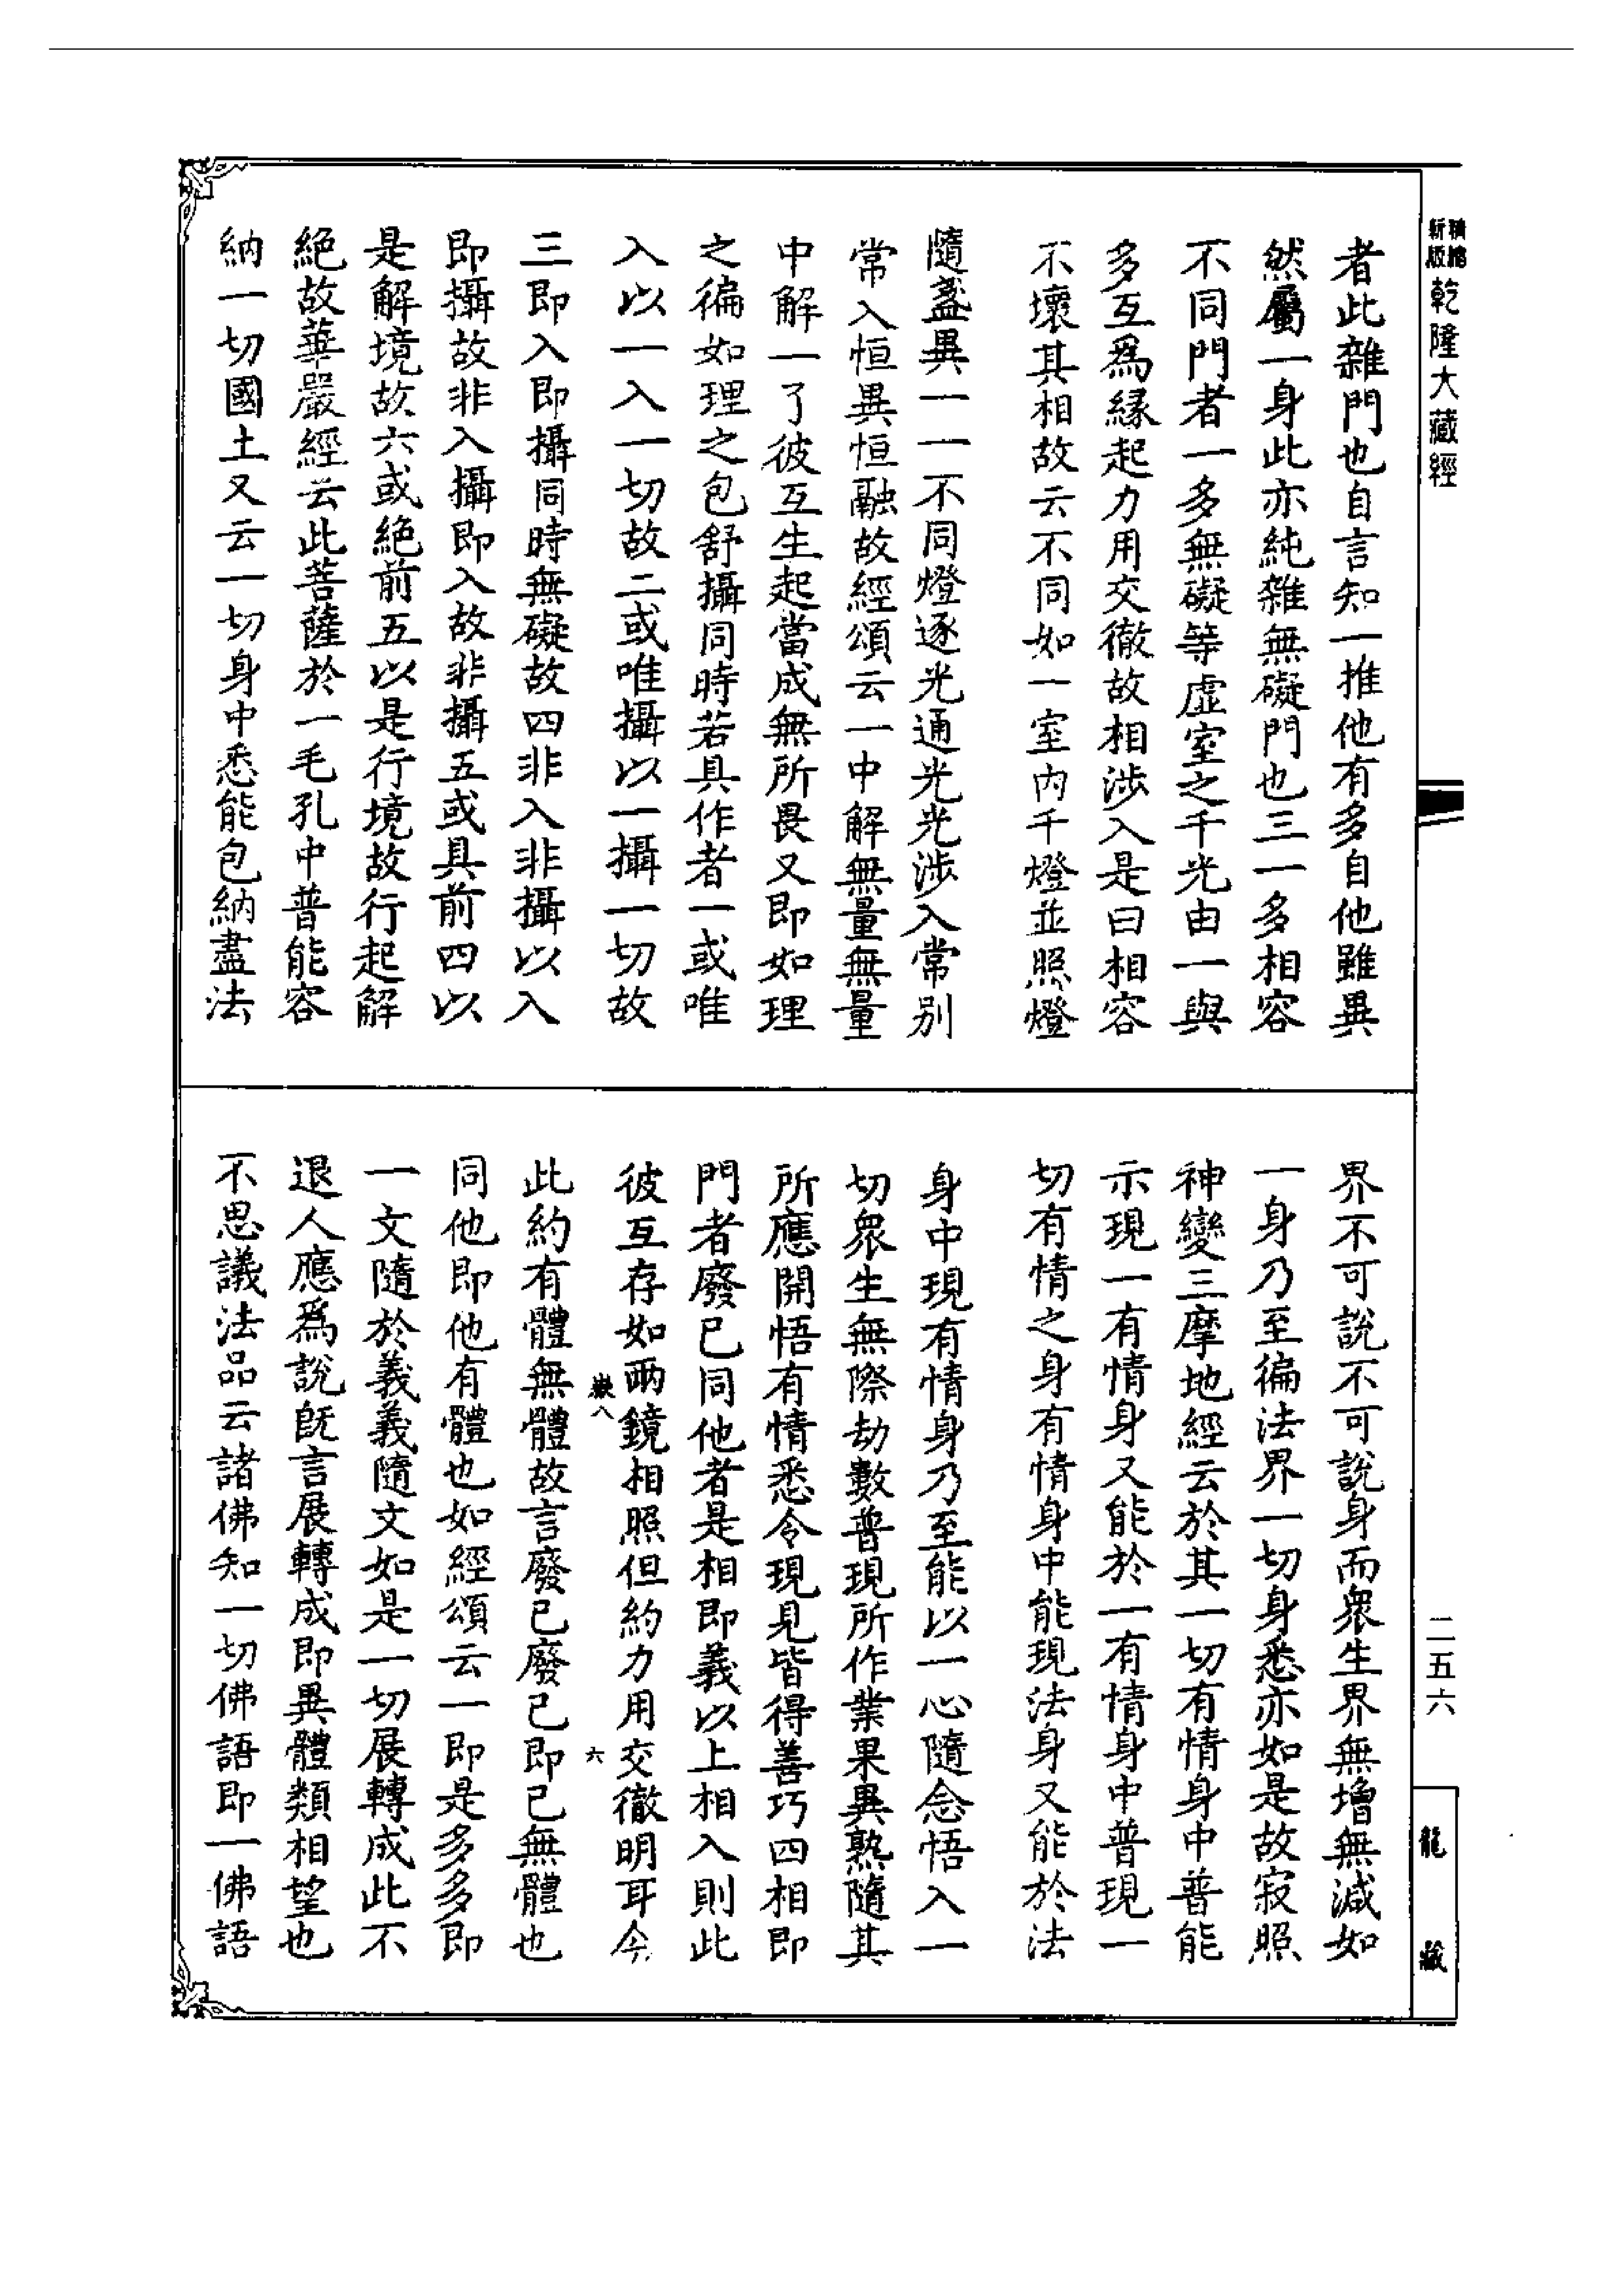 精縮
新版
乾隆大藏經
者此雜門也自言知一推他有多自他雖異
然屬一身此亦純雜無礙門也三一多相容
不同門者一多無礙等虛室之千光由一與
多互爲緣起力用交徹故相涉入是曰相容
不壞其相故云不同如一室內千燈並照燈
隨盞異一一不同燈逐光通光光涉入常別
常入恒異恒融故經頌云一中解無量無量
中解一了彼互生起當成無所畏又即如理
之徧如理之包舒攝同時若具作者一或唯
入以一入一切故二或唯攝以一攝一切故
三即入即攝同時無礙故四非入非攝以入
即攝故非入攝即入故非攝五或具前四以
是解境故六或絕前五以是行境故行起解
絕故華嚴經云此菩薩於一毛孔中普能容
納一切國土又云一切身中悉能包納盡法
界不可說不可說身而衆生界無增無減如
一身乃至徧法界一切身悉亦如是故寂照
神變三摩地經云於其一切有情身中普能
示現一有情身又能於一有情身中普現一
切有情之身有情身中能現法身又能於法
身中現有情身乃至能以一心隨念悟入一
切衆生無際劫數普現所作業果異熟隨其
所應開悟有情悉令現見皆得善巧四相即
門者廢已同他者是相即義以上相入則此
彼互存如兩鏡相照但約力用交徹明耳今
嶽八
六
此約有體無體故言廢已廢已即已無體也
同他即他有體也如經頌云一即是多多即
一文隨於義義隨文如是一切展轉成此不
退人應爲說旣言展轉成即異體類相望也
不思議法品云諸佛知一切佛語即一佛語
二五六
龍藏